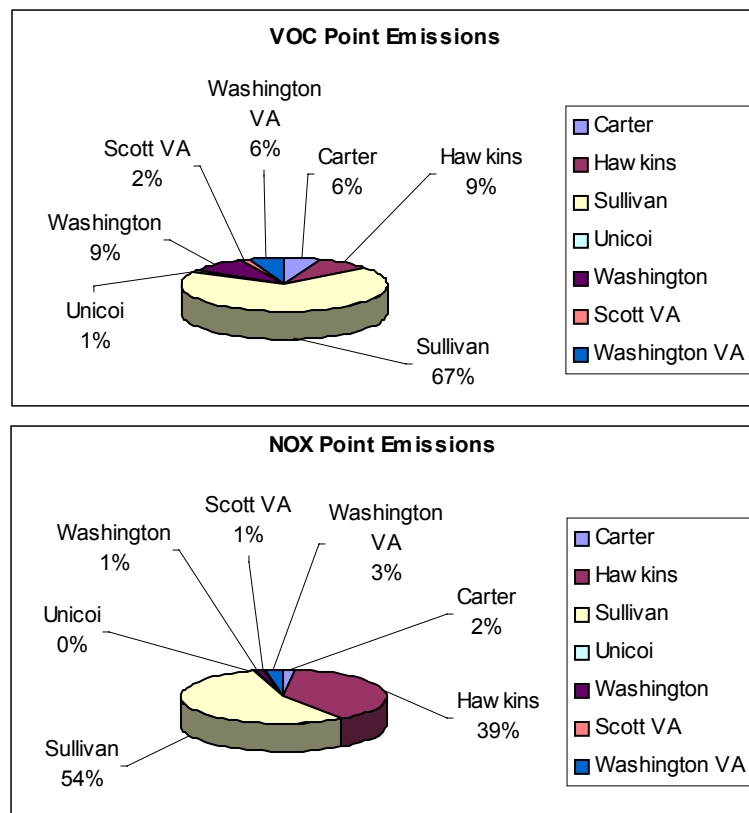 VOC Point Emissions
Washington
VA
6%
Scott VA
2%
Carter
6%
Haw kins
9%
Washington
9%
Unicoi
1%
Sullivan
67%
Carter
Haw kins
Sullivan
Unicoi
Washington
Scott VA
Washington VA
NOX Point Emissions
Scott VA
1%
Washington
VA
3%
Washington
1%
Carter
2%
Unicoi
0%
Haw kins
39%
Sullivan
54%
Carter
Haw kins
Sullivan
Unicoi
Washington
Scott VA
Washington VA